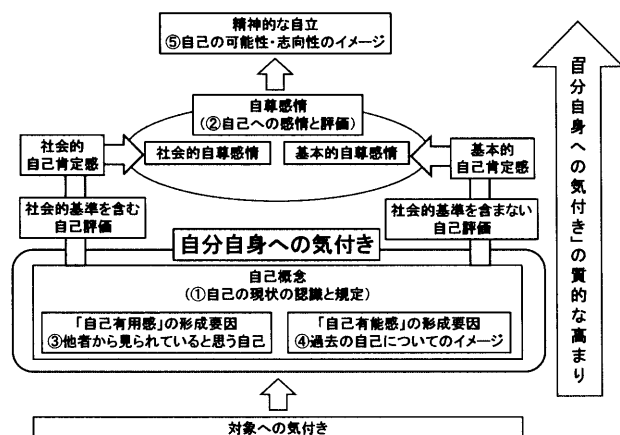 精神的な自立
⑤自己の可能性・志向性のイメージ
自尊感情
(②自己への感情と評価)
社会的
自己肯定感
社会的自尊感情
基本的自尊感情
基本的
自己肯定感
社会的基準を含む
自己評価
社会的基準を含まない
自己評価
自分自身への気付き
自己概念
(①自己の現状の認識と規定)
「自己有用感」の形成要因
③他者から見られていると思う自己
「自己有能感」の形成要因
④過去の自己についてのイメージ
対象への気付き
「自分自身への気付き」の質的な高まり